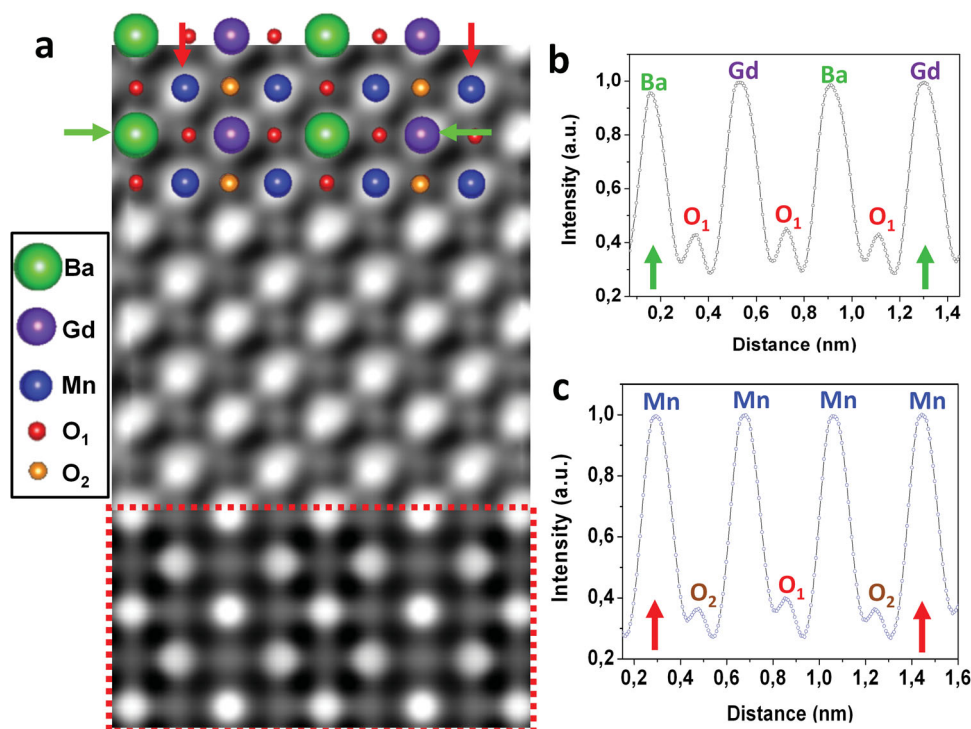 a
Ba
Gd
Mn
O1
O2
b
Ba
Gd
Ba
Gd
O1
O1
O1
Intensity (a.u.)
1,0
0,8
0,6
0,4
0,2
0,2
0,4
0,6
0,8
1,0
1,2
1,4
Distance (nm)
c
Mn
Mn
Mn
Mn
O2
O1
O2
Intensity (a.u.)
1,0
0,8
0,6
0,4
0,2
0,2
0,4
0,6
0,8
1,0
1,2
1,4
1,6
Distance (nm)